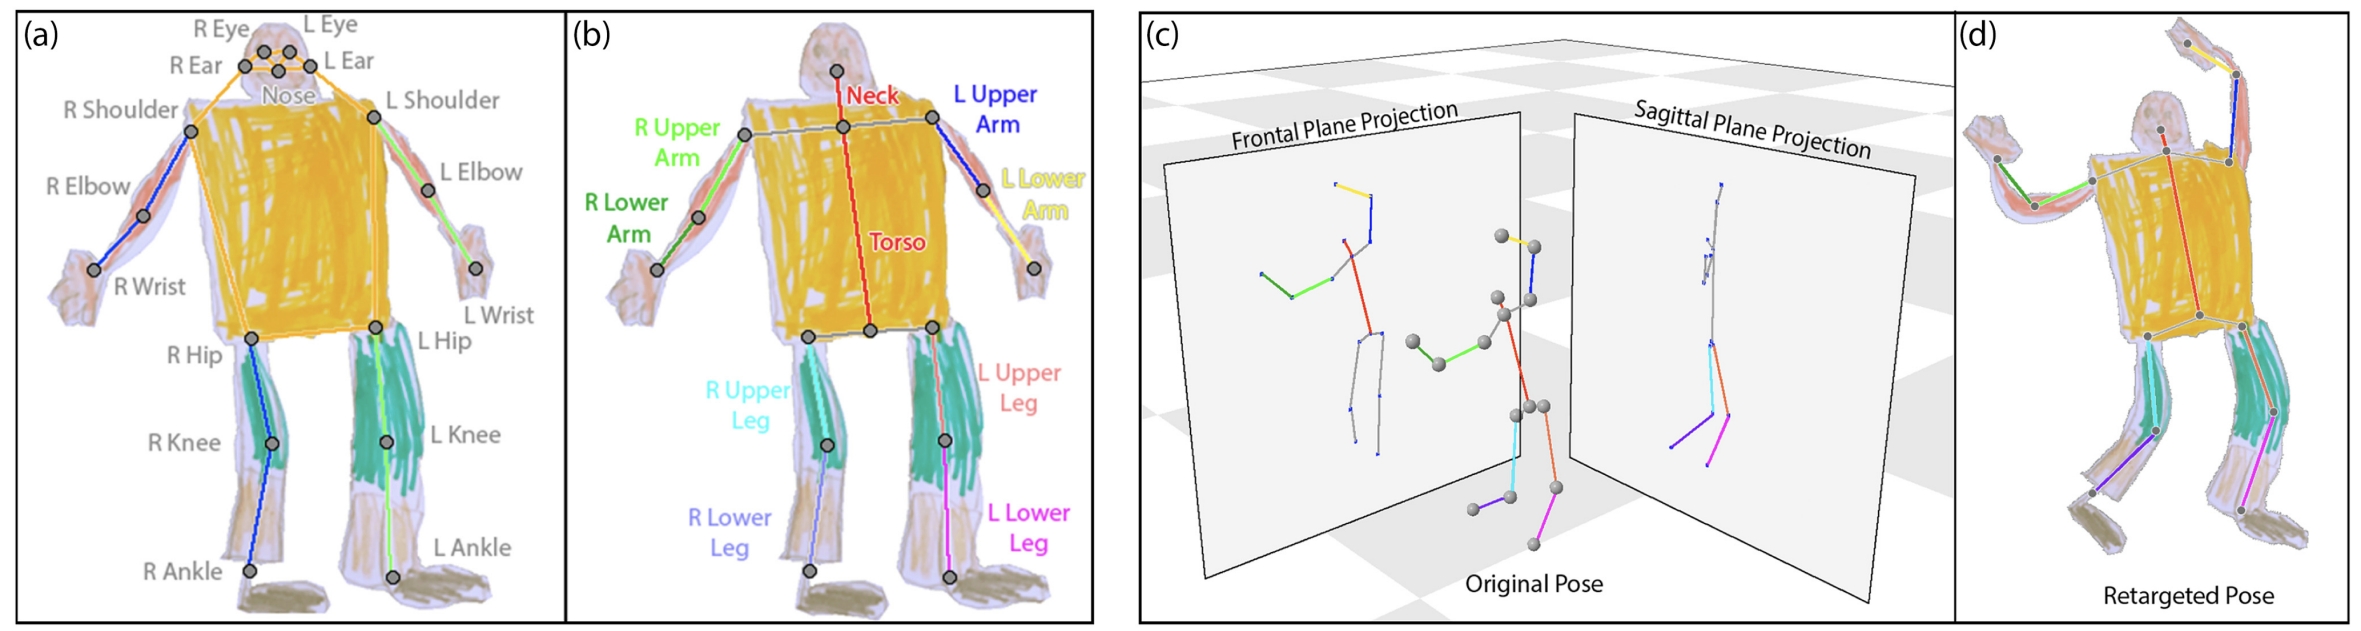 (a)
R Eye
L Eye
R Ear
L Ear
Nose
R Shoulder
L Shoulder
R Elbow
L Elbow
R Wrist
L Wrist
R Hip
L Hip
R Knee
L Knee
R Ankle
L Ankle
(b)
Neck
L Upper
Arm
R Upper
Arm
L Lower
Arm
R Lower
Arm
Torso
R Upper
Leg
L Upper
Leg
R Lower
Leg
L Lower
Leg
(c)
Frontal Plane Projection
Sagittal Plane Projection
Original Pose
(d)
Retargeted Pose